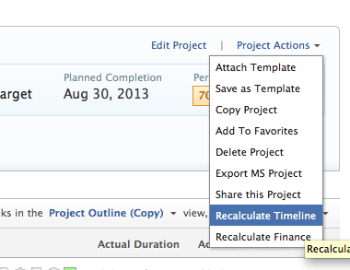 Edit Project | Project Actions
Planned Completion Per
arget Aug 30, 2013 70
Attach Template
Save as Template
Copy Project
Add To Favorites
Delete Project
Export MS Project
Share this Project
ks in the Project Outline (Copy) view,
Recalculate Timeline
Recalculate Finance
Recalcula
Actual Duration Ac